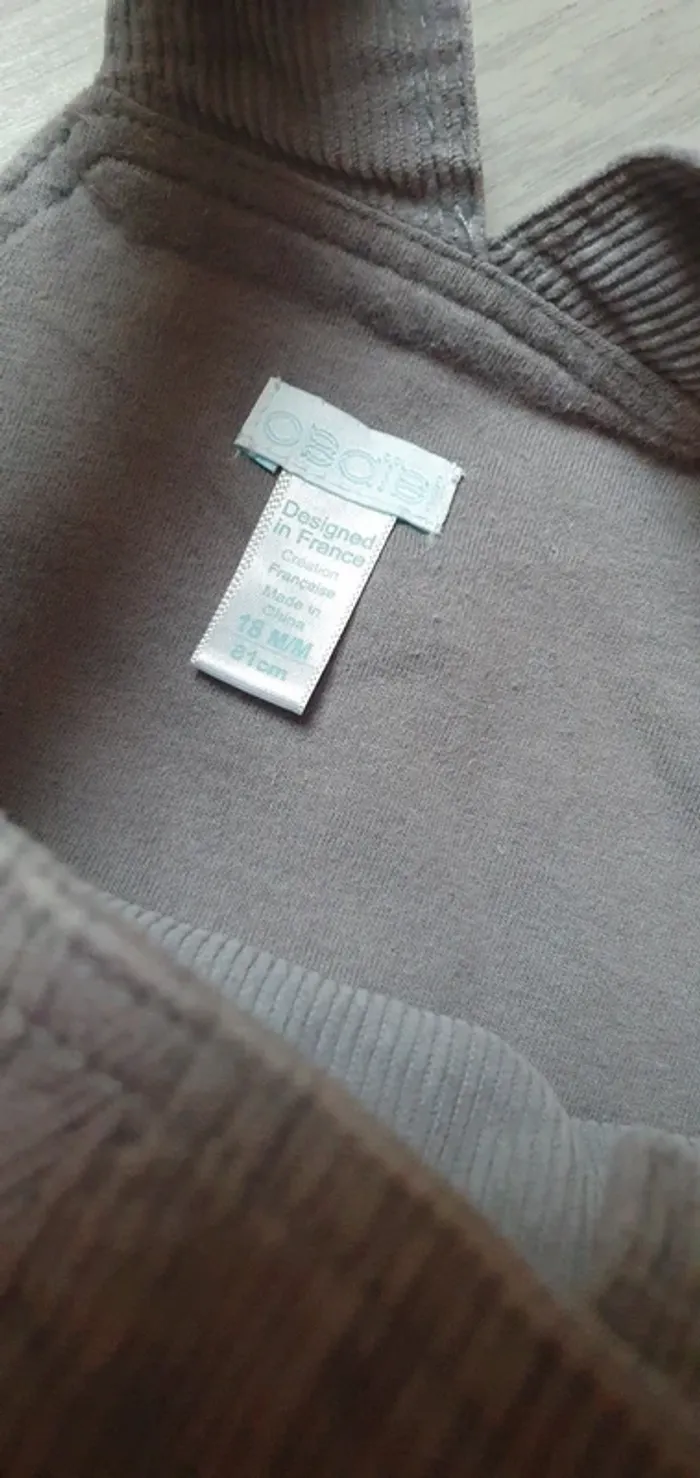 obaïbi
Designed
in France
Création
Française
Made in
China
18 M/M
81cm